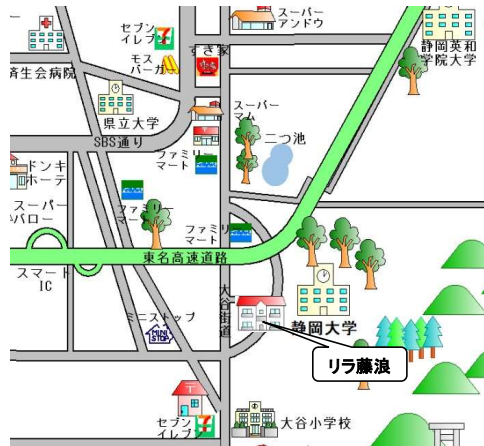 スーパー
アンドウ
セブン
イレブ
すき家
モス
バーガ
済生会病院
静岡英和
学院大学
県立大学
スーパー
マム
SBS通り
二つ池
ファミリー
マート
ドンキ
ホーテ
スーパー
バロー
ファミリー
マート
ファミリ
マート
東名高速道路
スマート
IC
大谷街道
ミニストップ
MINI
STOP
静岡大学
リラ藤浪
セブン
イレブ
大谷小学校